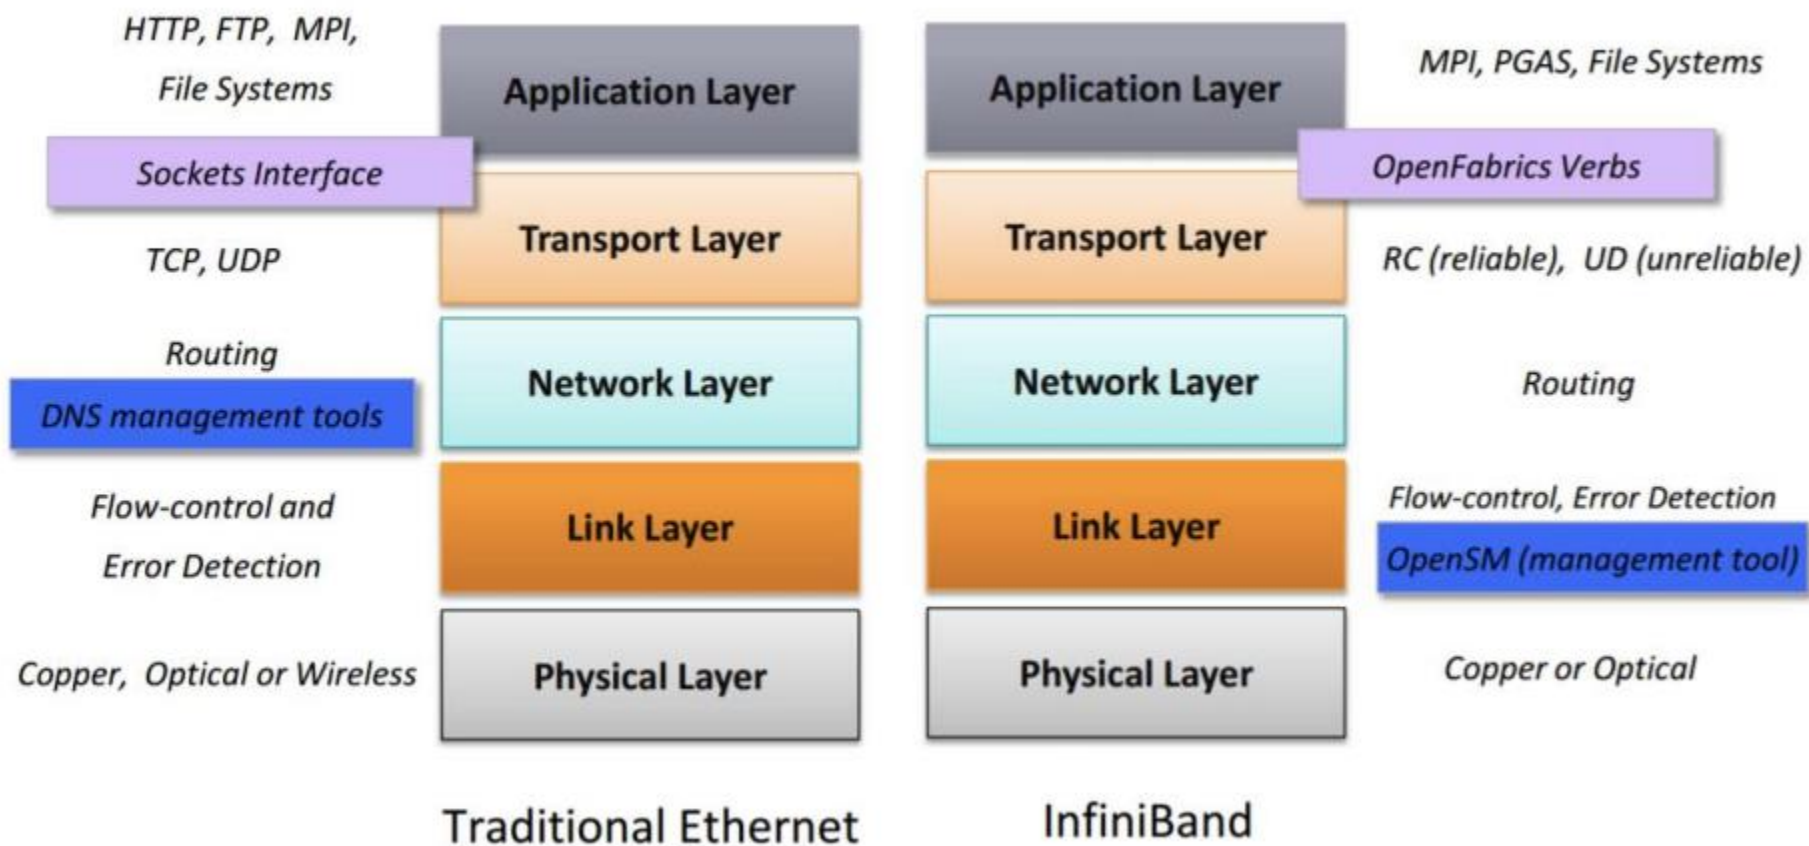 HTTP, FTP, MPI,
File Systems
Sockets Interface
TCP, UDP
Routing
DNS management tools
Flow-control and
Error Detection
Copper, Optical or Wireless
Application Layer
Transport Layer
Network Layer
Link Layer
Physical Layer
Traditional Ethernet
Application Layer
Transport Layer
Network Layer
Link Layer
Physical Layer
InfiniBand
MPI, PGAS, File Systems
OpenFabrics Verbs
RC (reliable), UD (unreliable)
Routing
Flow-control, Error Detection
OpenSM (management tool)
Copper or Optical